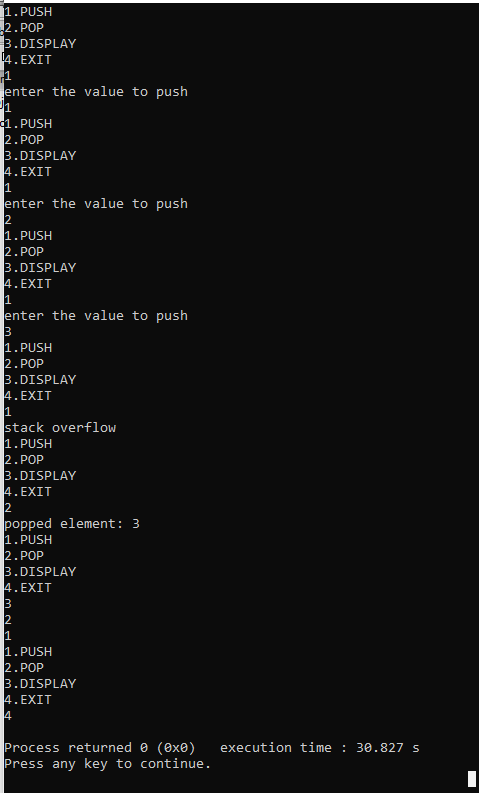 1.PUSH
2.POP
3.DISPLAY
4.EXIT
1
enter the value to push
1
1.PUSH
2.POP
3.DISPLAY
4.EXIT
1
enter the value to push
2
1.PUSH
2.POP
3.DISPLAY
4.EXIT
1
enter the value to push
3
1.PUSH
2.POP
3.DISPLAY
4.EXIT
1
stack overflow
1.PUSH
2.POP
3.DISPLAY
4.EXIT
2
popped element: 3
1.PUSH
2.POP
3.DISPLAY
4.EXIT
3
2
1
1.PUSH
2.POP
3.DISPLAY
4.EXIT
4
Process returned 0 (0x0)   execution time : 30.827 s
Press any key to continue.